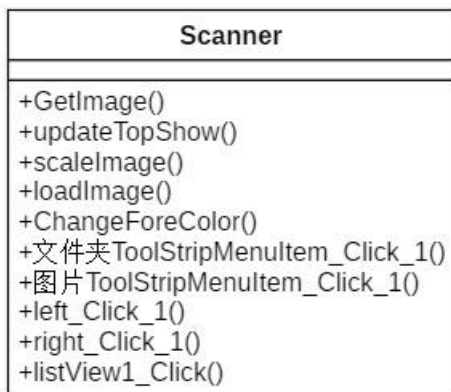 Scanner
+GetImage()
+updateTopShow()
+scaleImage()
+loadImage()
+ChangeForeColor()
+文件夹ToolStripMenuItem_Click_1()
+图片ToolStripMenuItem_Click_1()
+left_Click_1()
+right_Click_1()
+listView1_Click()